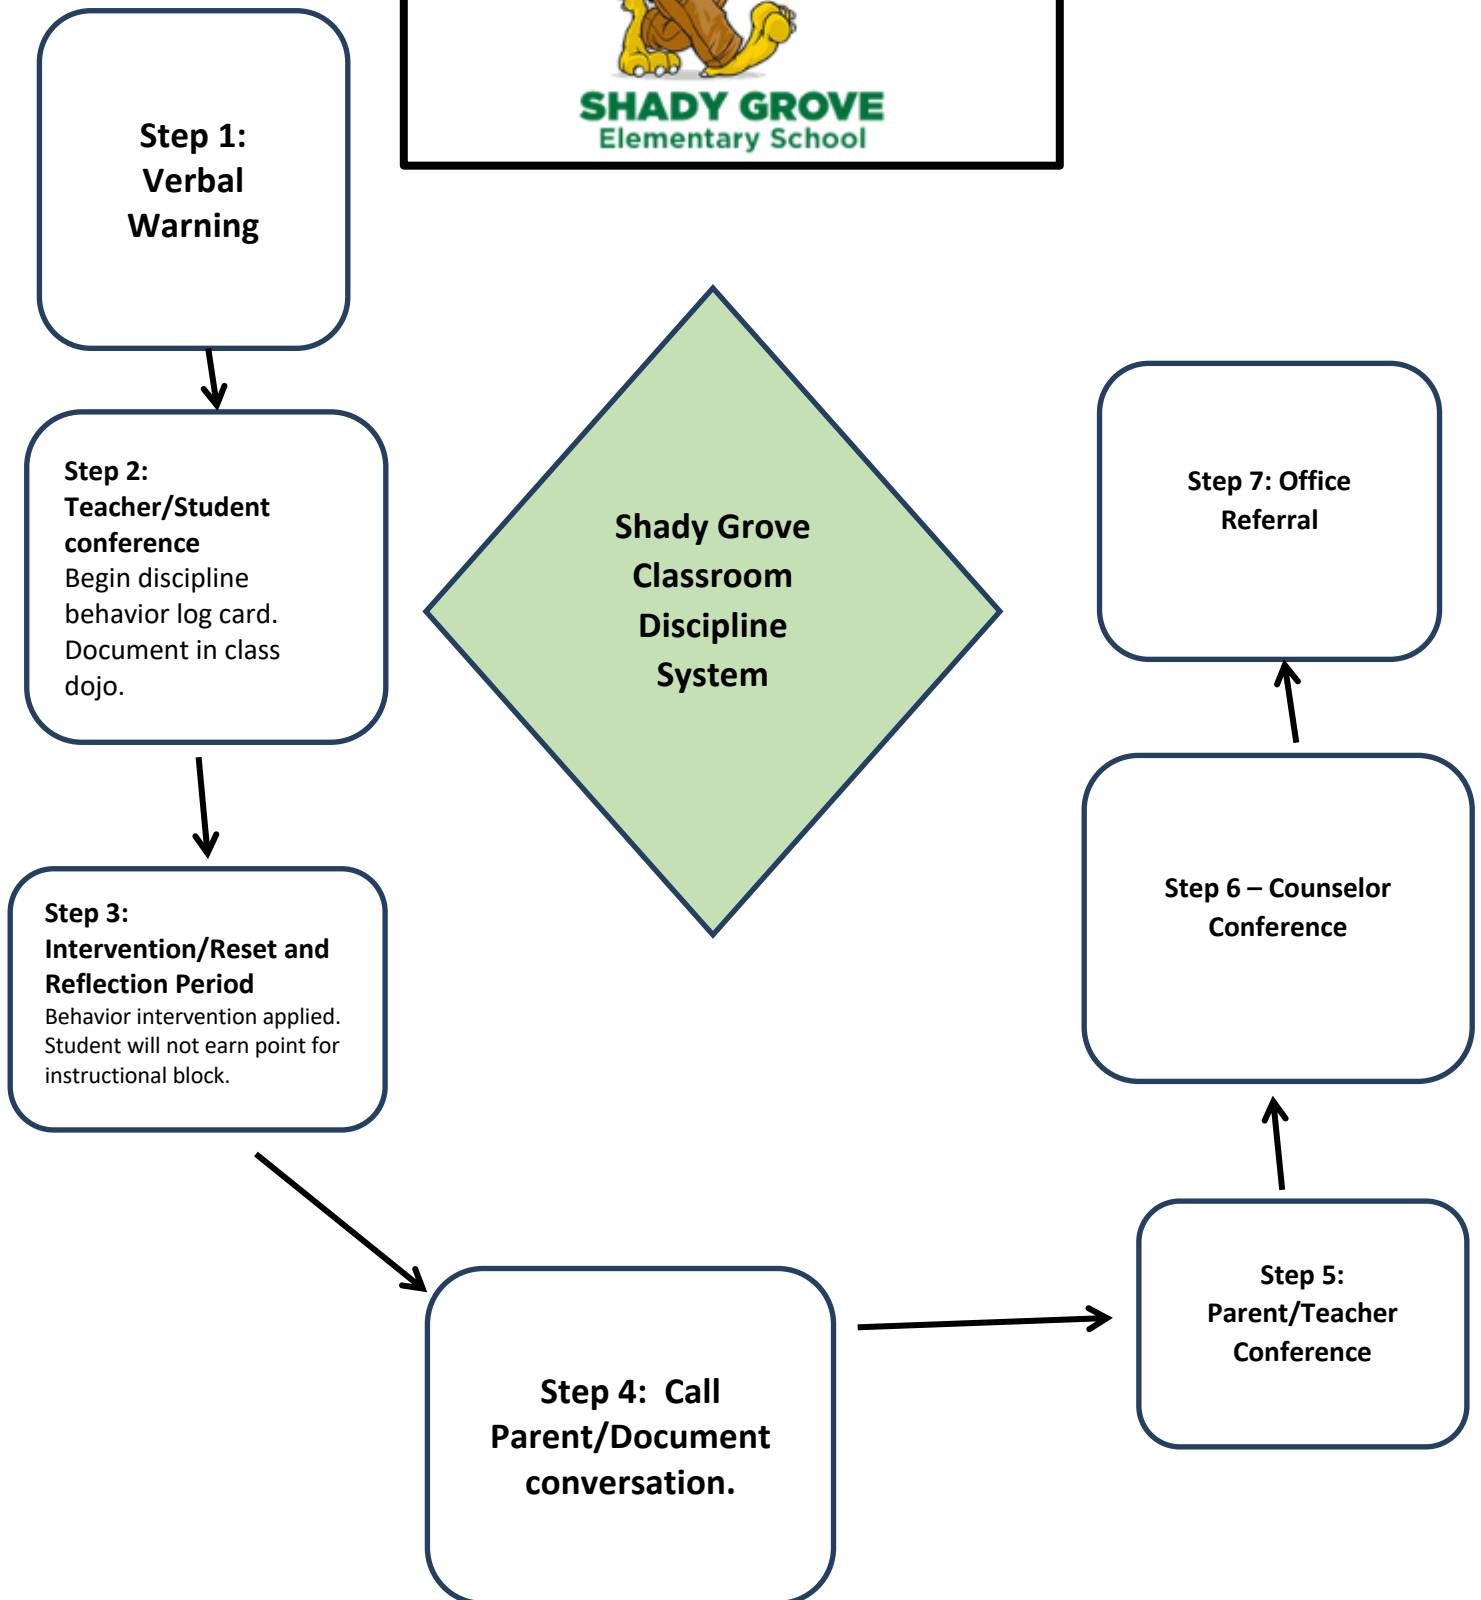 SHADY GROVE
Elementary School
Step 1:
Verbal
Warning
Step 2:
Teacher/Student
conference
Begin discipline
behavior log card.
Document in class
dojo.
Step 3:
Intervention/Reset and
Reflection Period
Behavior intervention applied.
Student will not earn point for
instructional block.
Shady Grove
Classroom
Discipline
System
Step 4:  Call
Parent/Document
conversation.
Step 5:
Parent/Teacher
Conference
Step 6 – Counselor
Conference
Step 7: Office
Referral